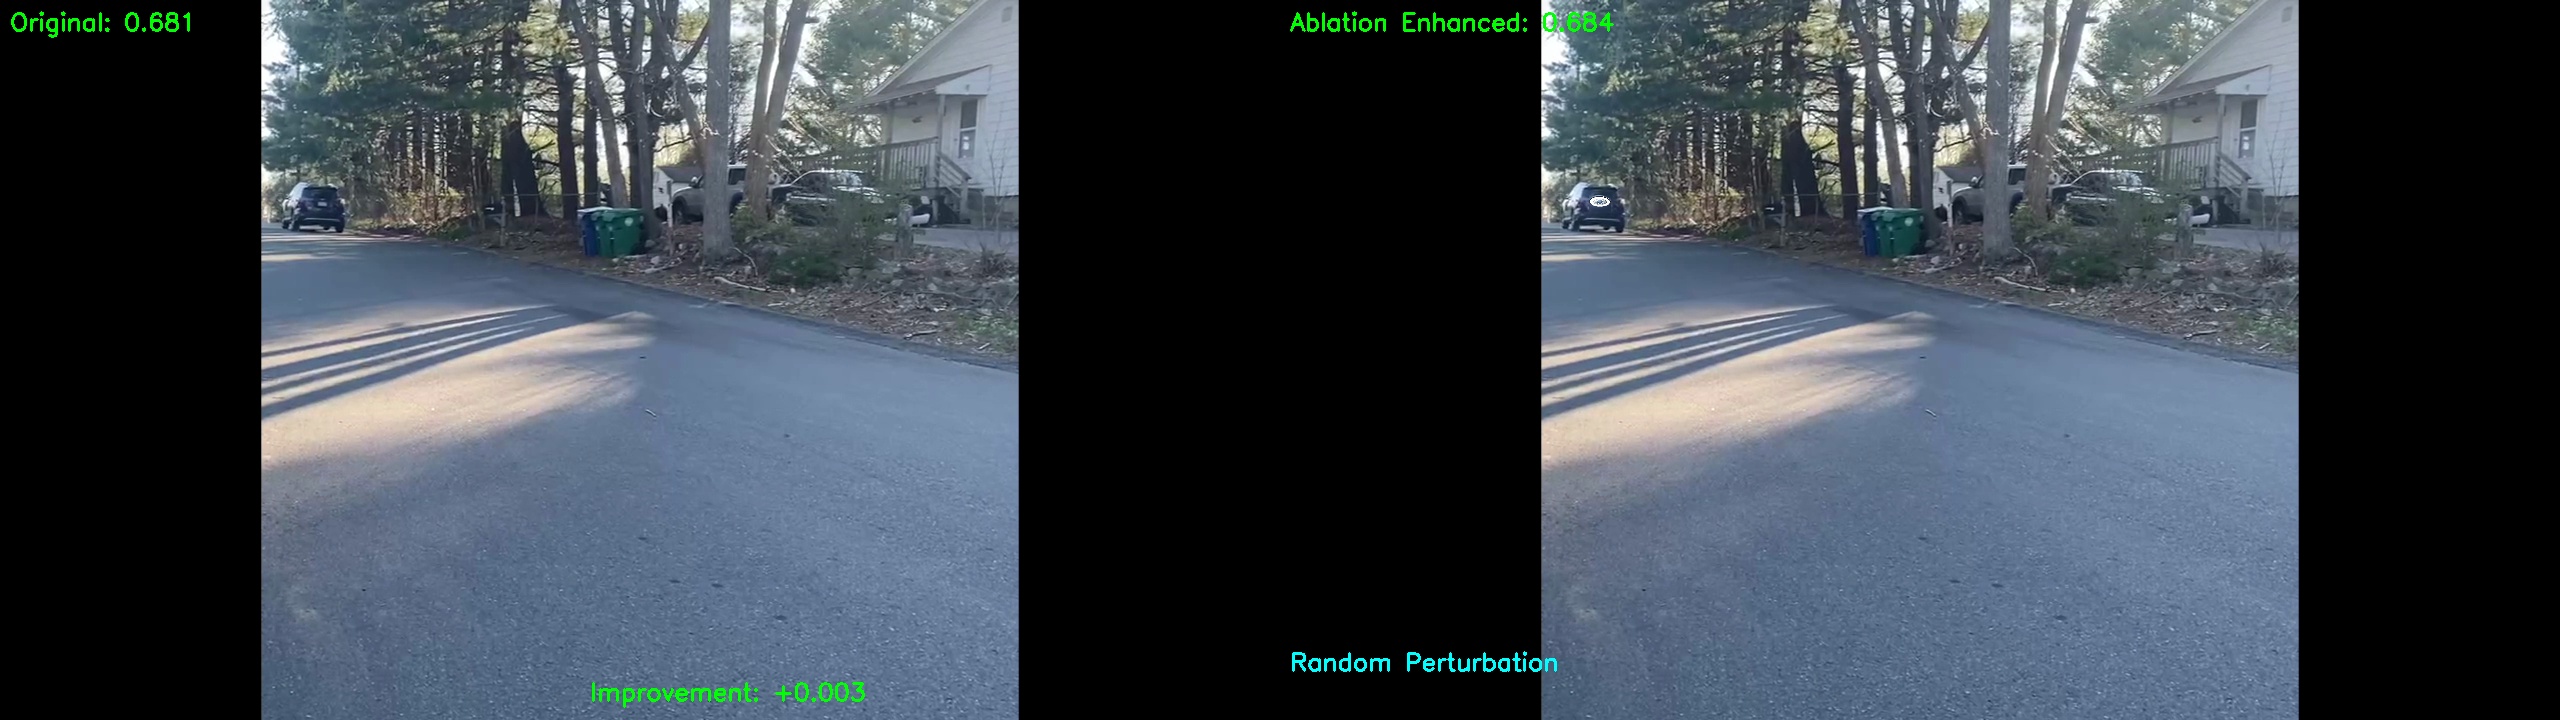 Original: 0.681
Ablation Enhanced: 0.684
Random Perturbation
Improvement: +0.003